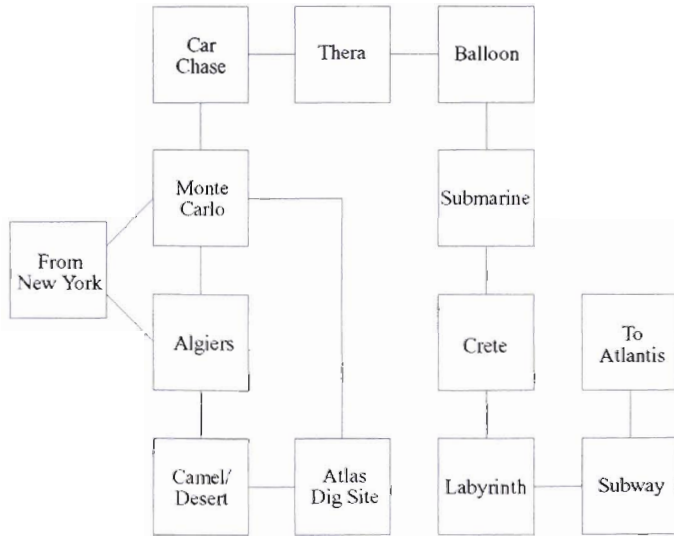 Car
Chase
Thera
Balloon
Monte
Carlo
Submarine
From
New York
Algiers
Crete
To
Atlantis
Camel/
Desert
Atlas
Dig Site
Labyrinth
Subway